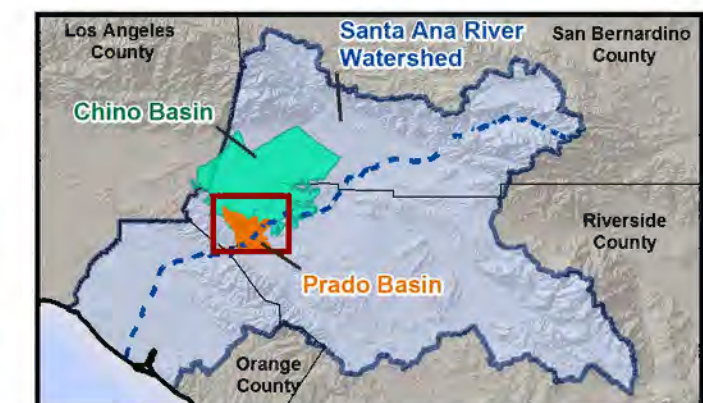 Los Angeles
County
Santa Ana River
Watershed
San Bernardino
County
Chino Basin
Riverside
County
Prado Basin
Orange
County